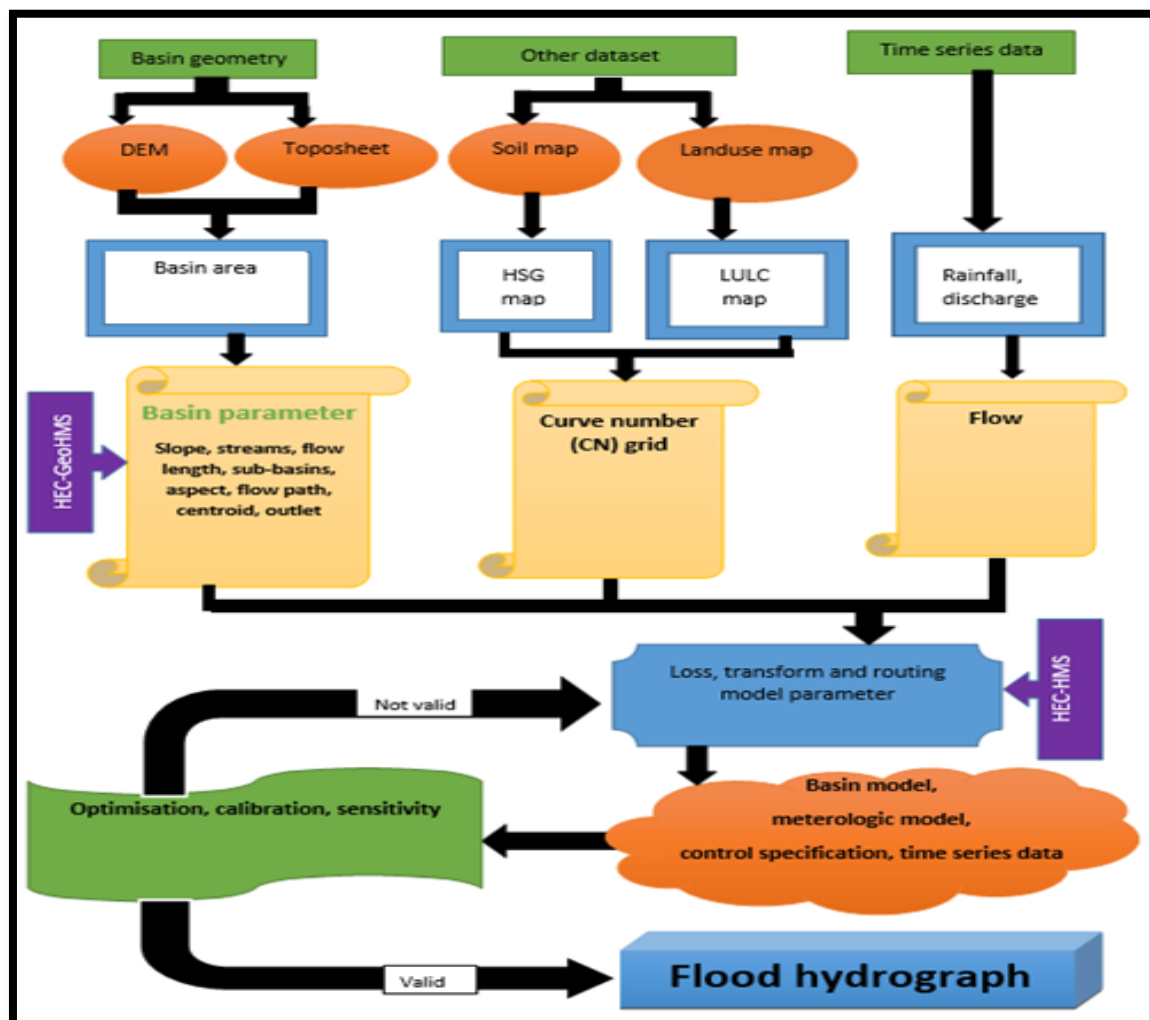 Basin geometry
Other dataset
Time series data
DEM
Toposheet
Soil map
Landuse map
Basin area
HSG
map
LULC
map
Rainfall,
discharge
HEC-GeoHMS
Basin parameter
Slope, streams, flow
length, sub-basins,
aspect, flow path,
centroid, outlet
Curve number
(CN) grid
Flow
Loss, transform and routing
model parameter
HEC-HMS
Not valid
Optimisation, calibration, sensitivity
Basin model,
meterologic model,
control specification, time series data
Valid
Flood hydrograph